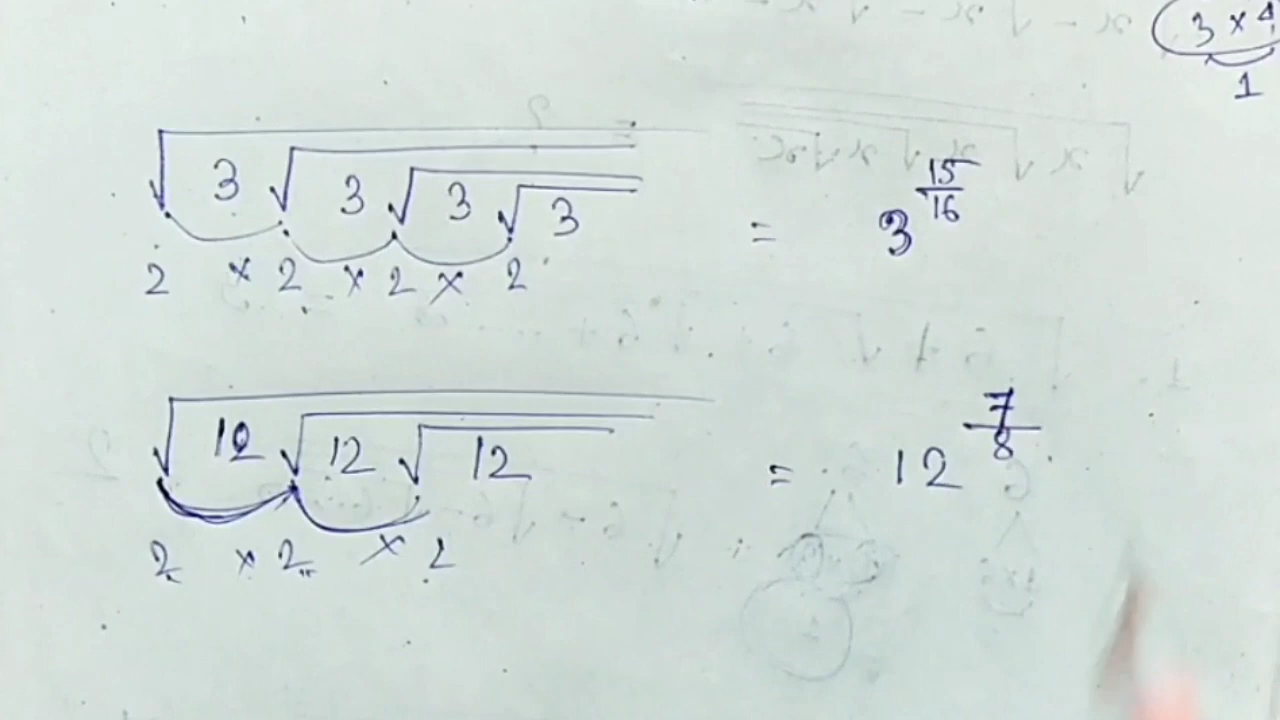 3 × 4
1
√3√3√3√3 = 3^(15/16)
2 × 2 × 2 × 2
√12√12√12 = 12^(7/8)
2 × 2 × 2